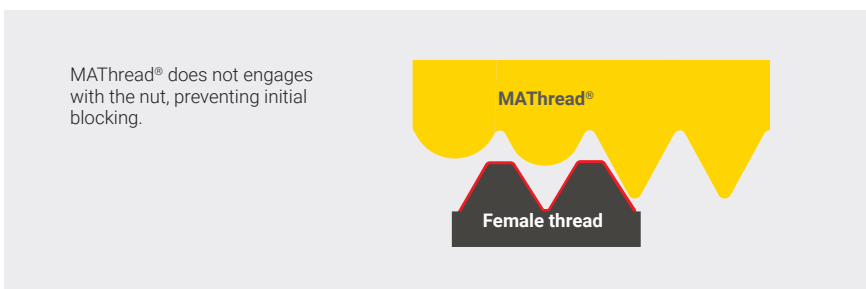 MAThread® does not engages
with the nut, preventing initial
blocking.
MAThread®
Female thread